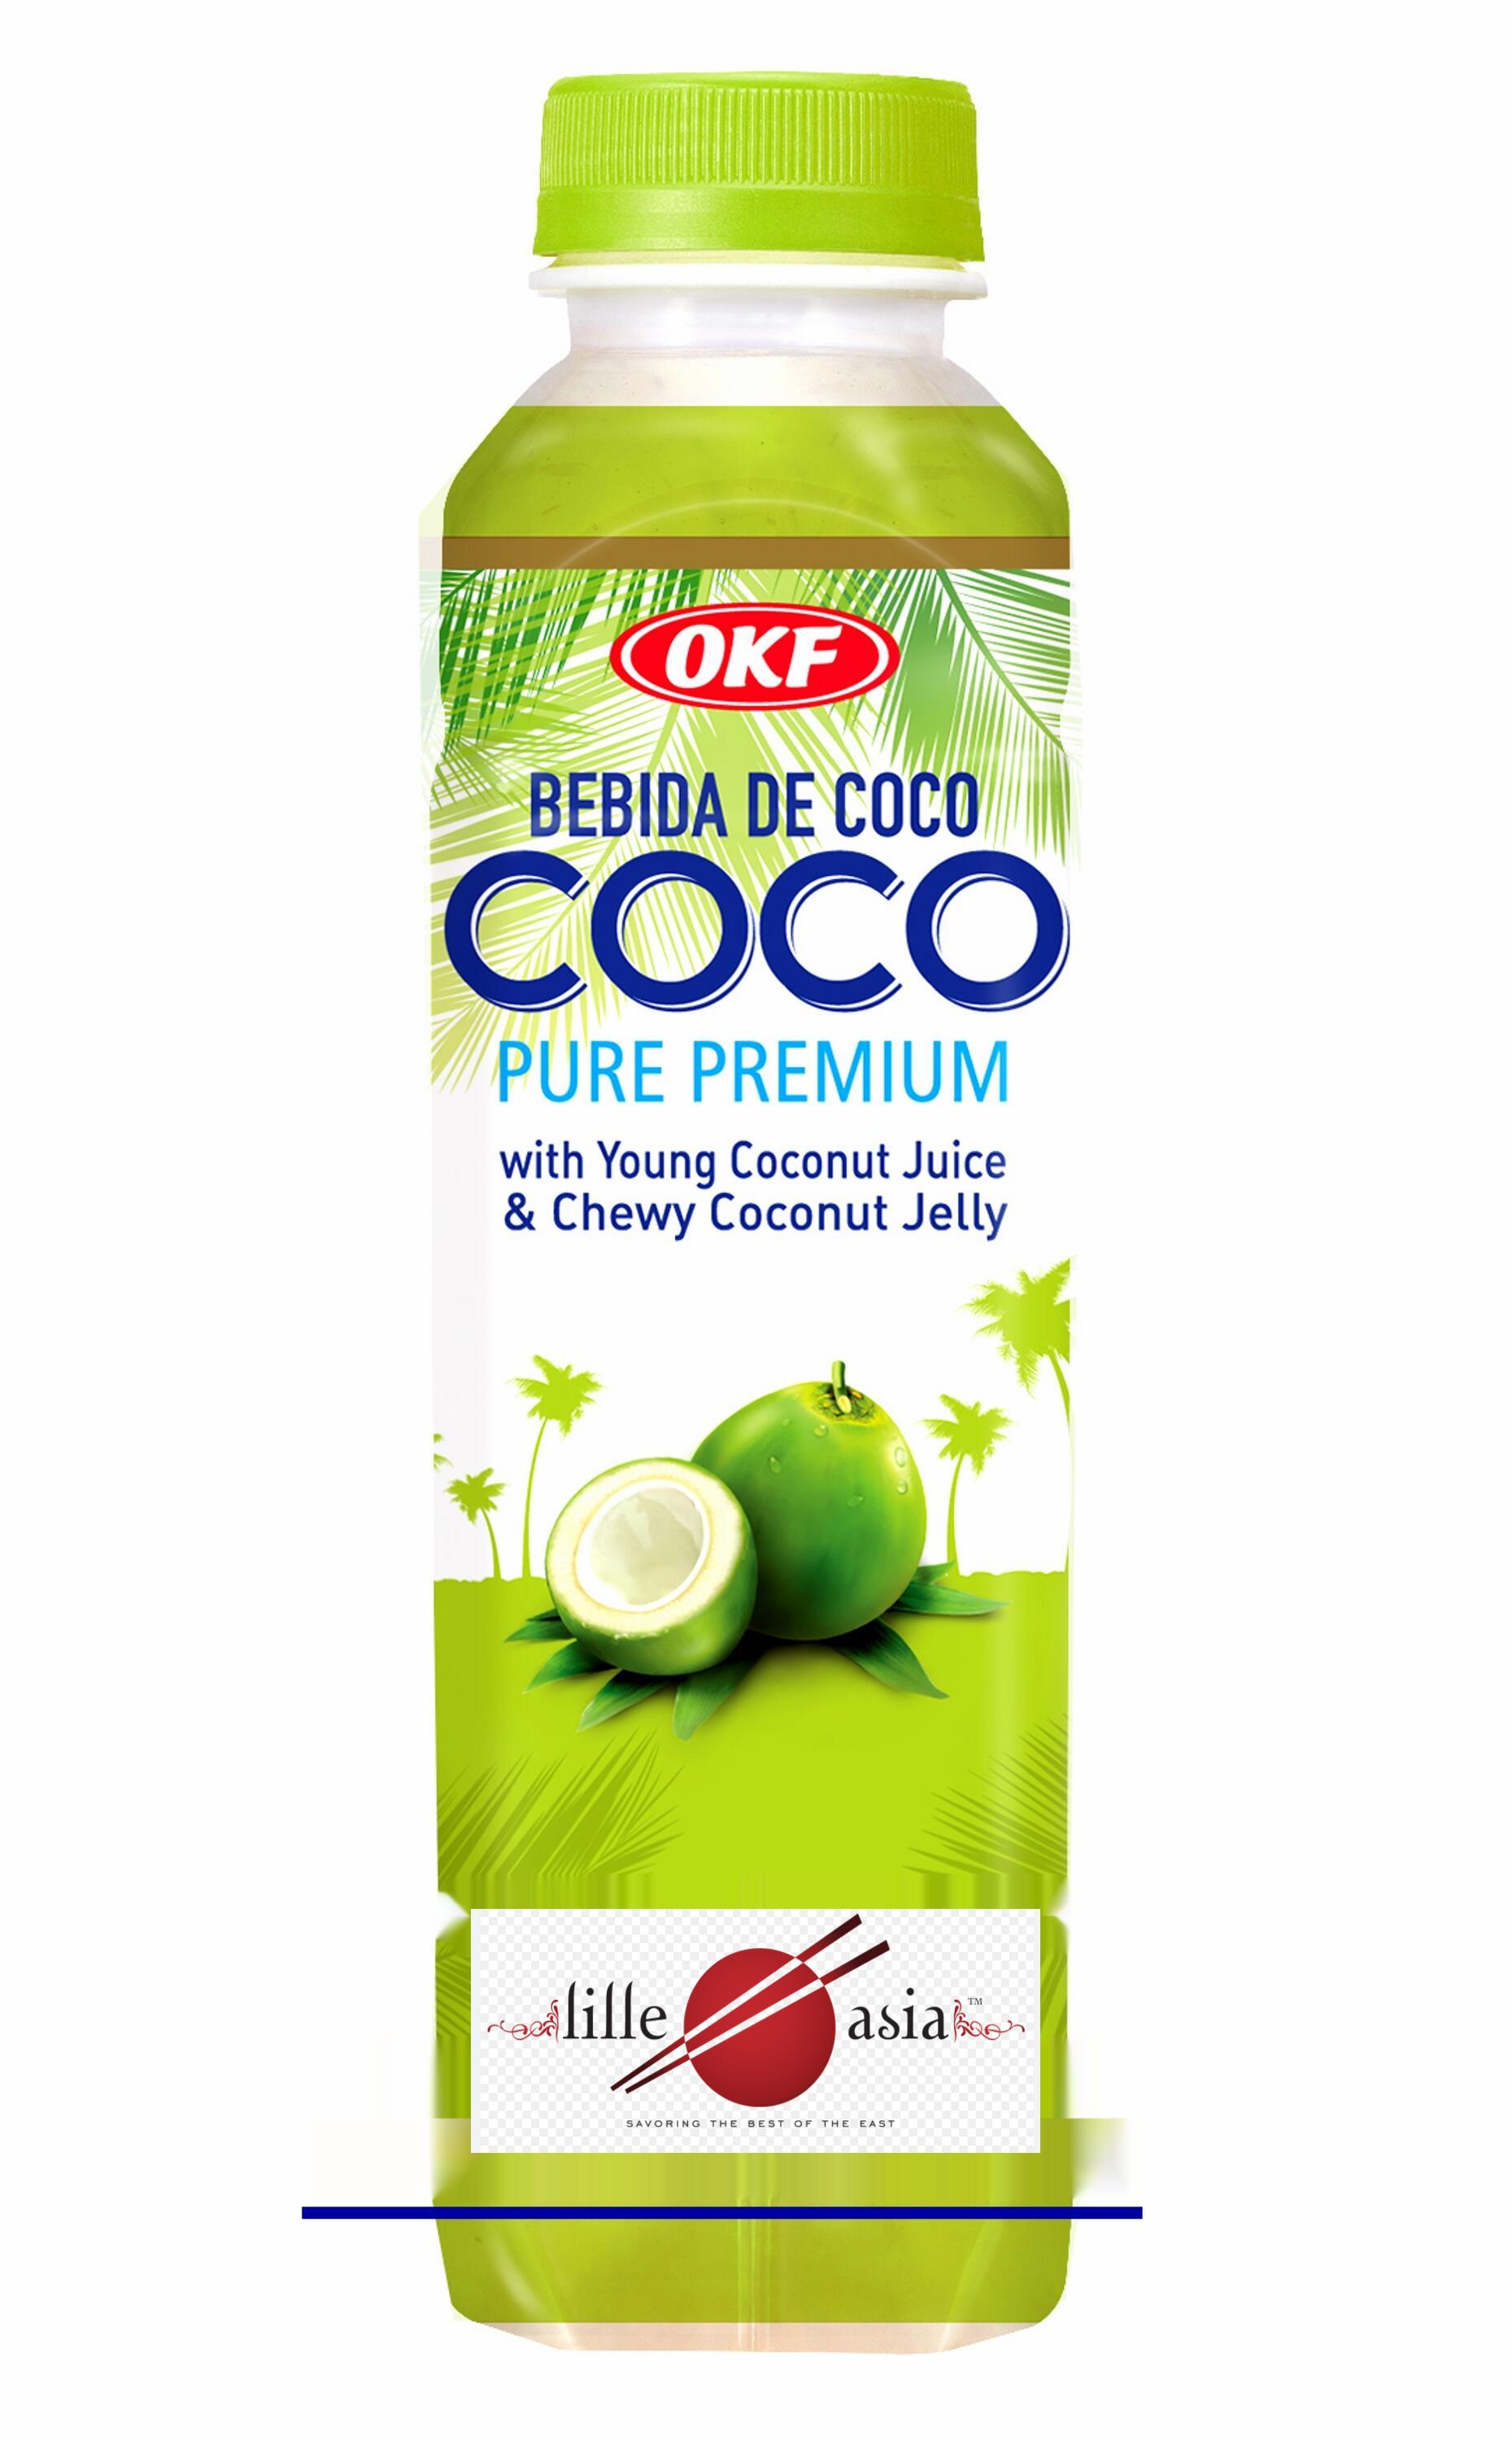 OKF
BEBIDA DE COCO
COCO
PURE PREMIUM
with Young Coconut Juice
& Chewy Coconut Jelly
lille asia ™
SAVORING THE BEST OF THE EAST